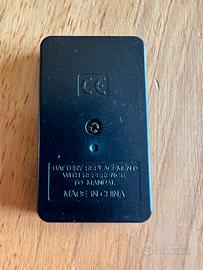 CE
BATTERY REPLACEMENT
WITH REFERENCE
TO MANUAL
MADE IN CHINA